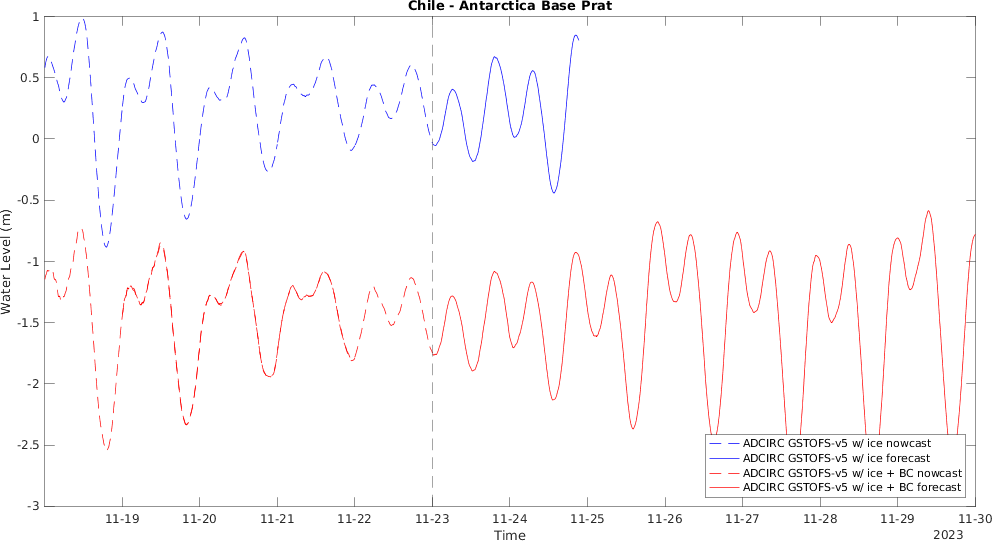 Chile - Antarctica Base Prat
1
0.5
0
-0.5
-1
-1.5
-2
-2.5
-3
Water Level (m)
ADCIRC GSTOFS-v5 w/ ice nowcast
ADCIRC GSTOFS-v5 w/ ice forecast
ADCIRC GSTOFS-v5 w/ ice + BC nowcast
ADCIRC GSTOFS-v5 w/ ice + BC forecast
11-19 11-20 11-21 11-22 11-23 11-24 11-25 11-26 11-27 11-28 11-29 11-30
Time
2023